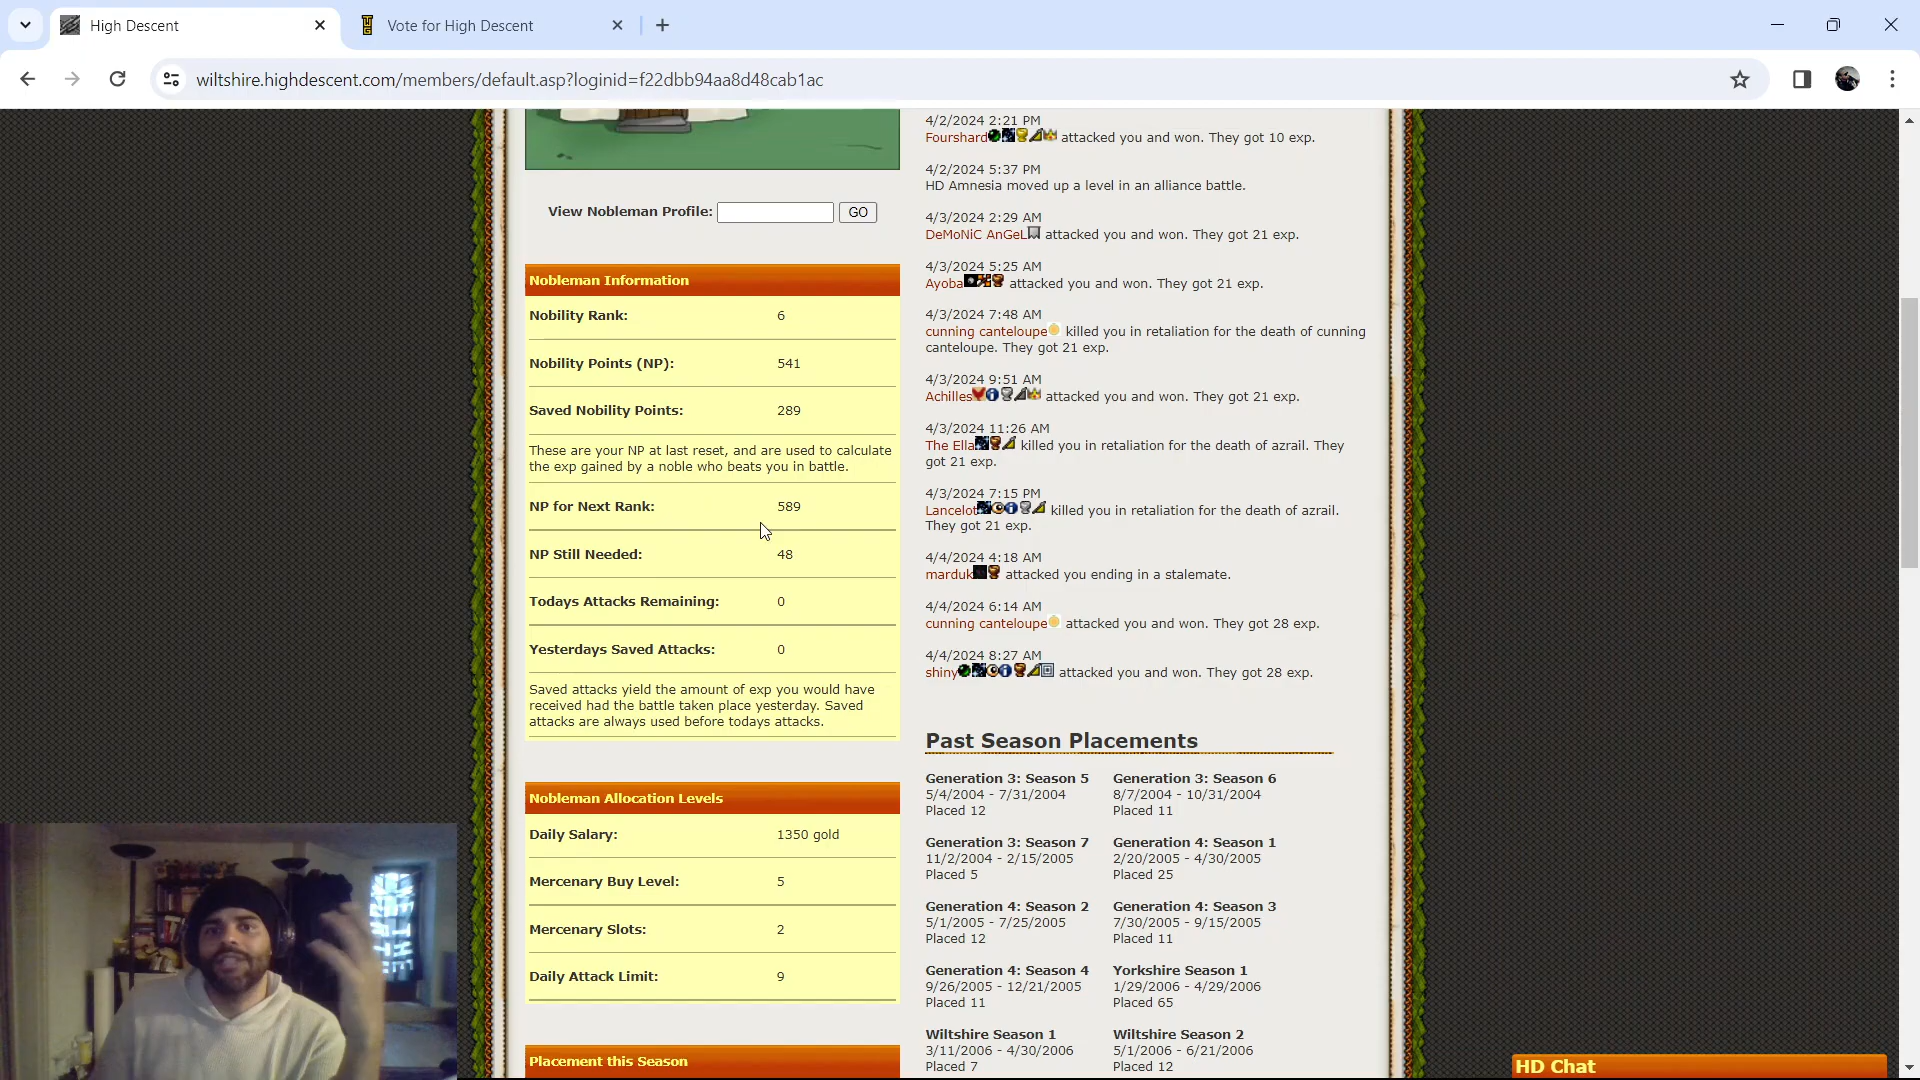 High Descent
Vote for High Descent
wiltshire.highdescent.com/members/default.asp?loginid=f22dbb94aa8d48cab1ac
View Nobleman Profile: GO
Nobleman Information
Nobility Rank: 6
Nobility Points (NP): 541
Saved Nobility Points: 289
These are your NP at last reset, and are used to calculate
the exp gained by a noble who beats you in battle.
NP for Next Rank: 589
NP Still Needed: 48
Todays Attacks Remaining: 0
Yesterdays Saved Attacks: 0
Saved attacks yield the amount of exp you would have
received had the battle taken place yesterday. Saved
attacks are always used before todays attacks.
Nobleman Allocation Levels
Daily Salary: 1350 gold
Mercenary Buy Level: 5
Mercenary Slots: 2
Daily Attack Limit: 9
Placement this Season
4/2/2024 2:21 PM
Fourshard attacked you and won. They got 10 exp.
4/2/2024 5:37 PM
HD Amnesia moved up a level in an alliance battle.
4/3/2024 2:29 AM
DeMoNiC AnGeL attacked you and won. They got 21 exp.
4/3/2024 5:25 AM
Ayoba attacked you and won. They got 21 exp.
4/3/2024 7:48 AM
cunning canteloupe killed you in retaliation for the death of cunning
canteloupe. They got 21 exp.
4/3/2024 9:51 AM
Achilles attacked you and won. They got 21 exp.
4/3/2024 11:26 AM
The Ella killed you in retaliation for the death of azrail. They
got 21 exp.
4/3/2024 7:15 PM
Lancelot killed you in retaliation for the death of azrail.
They got 21 exp.
4/4/2024 4:18 AM
marduk attacked you ending in a stalemate.
4/4/2024 6:14 AM
cunning canteloupe attacked you and won. They got 28 exp.
4/4/2024 8:27 AM
shiny attacked you and won. They got 28 exp.
Past Season Placements
Generation 3: Season 5 Generation 3: Season 6
5/4/2004 - 7/31/2004 8/7/2004 - 10/31/2004
Placed 12 Placed 11
Generation 3: Season 7 Generation 4: Season 1
11/2/2004 - 2/15/2005 2/20/2005 - 4/30/2005
Placed 5 Placed 25
Generation 4: Season 2 Generation 4: Season 3
5/1/2005 - 7/25/2005 7/30/2005 - 9/15/2005
Placed 12 Placed 11
Generation 4: Season 4 Yorkshire Season 1
9/26/2005 - 12/21/2005 1/29/2006 - 4/29/2006
Placed 11 Placed 65
Wiltshire Season 1 Wiltshire Season 2
3/11/2006 - 4/30/2006 5/1/2006 - 6/21/2006
Placed 7 Placed 12
HD Chat